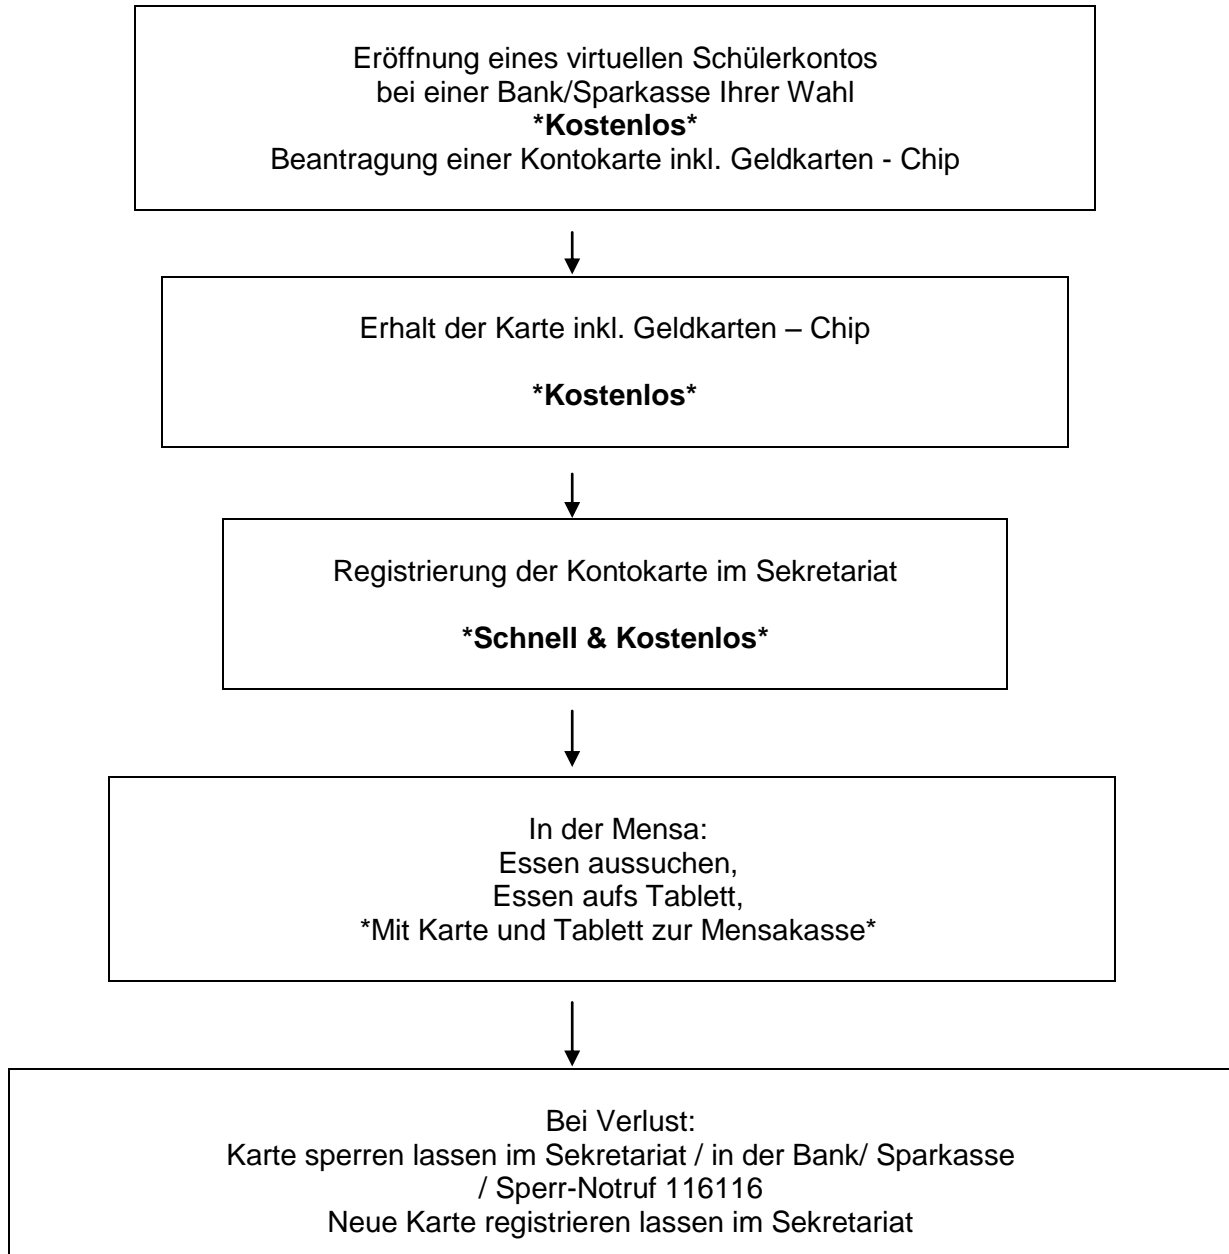 Eröffnung eines virtuellen Schülerkontos
bei einer Bank/Sparkasse Ihrer Wahl
*Kostenlos*
Beantragung einer Kontokarte inkl. Geldkarten - Chip
Erhalt der Karte inkl. Geldkarten – Chip
*Kostenlos*
Registrierung der Kontokarte im Sekretariat
*Schnell & Kostenlos*
In der Mensa:
Essen aussuchen,
Essen aufs Tablett,
*Mit Karte und Tablett zur Mensakasse*
Bei Verlust:
Karte sperren lassen im Sekretariat / in der Bank/ Sparkasse
/ Sperr-Notruf 116116
Neue Karte registrieren lassen im Sekretariat